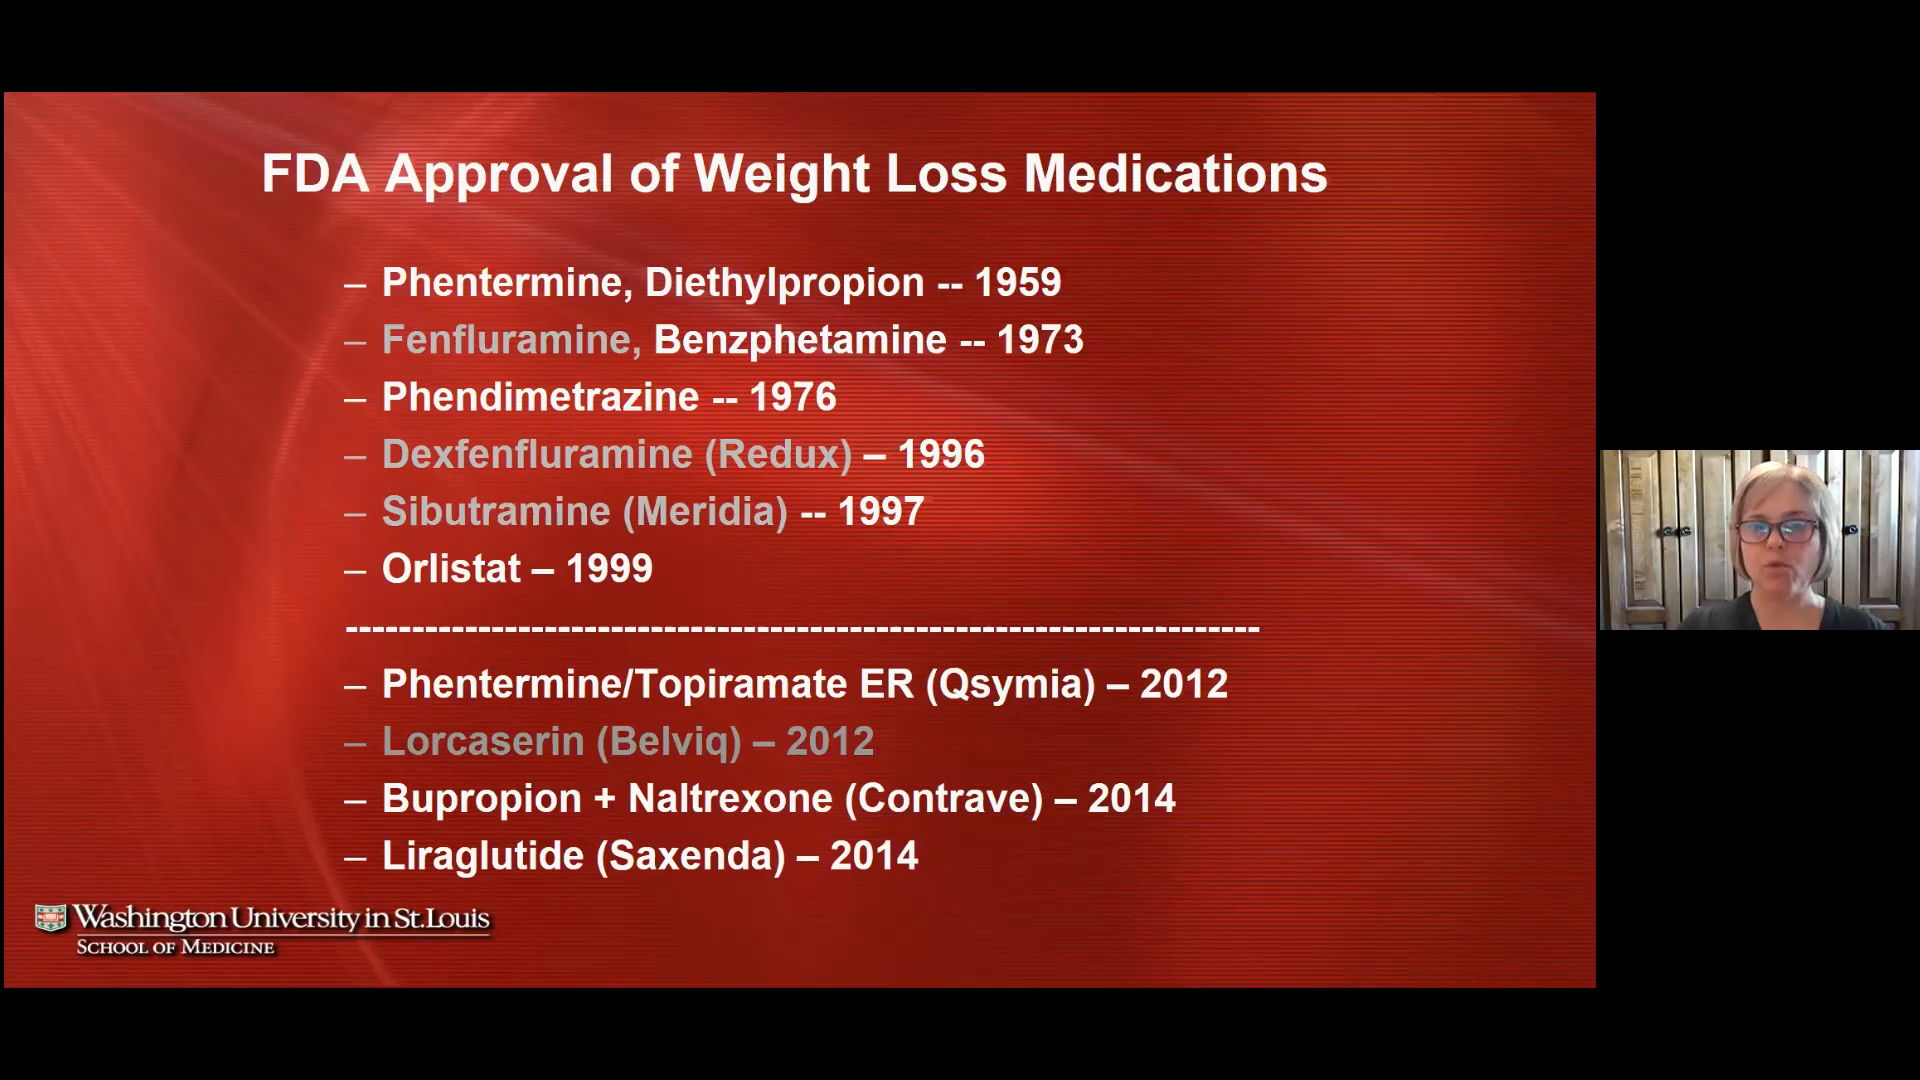 FDA Approval of Weight Loss Medications
– Phentermine, Diethylpropion -- 1959
– Fenfluramine, Benzphetamine -- 1973
– Phendimetrazine -- 1976
– Dexfenfluramine (Redux) – 1996
– Sibutramine (Meridia) -- 1997
– Orlistat – 1999
---------------------------------------------------------------------
– Phentermine/Topiramate ER (Qsymia) – 2012
– Lorcaserin (Belviq) – 2012
– Bupropion + Naltrexone (Contrave) – 2014
– Liraglutide (Saxenda) – 2014
Washington University in St. Louis
School of Medicine